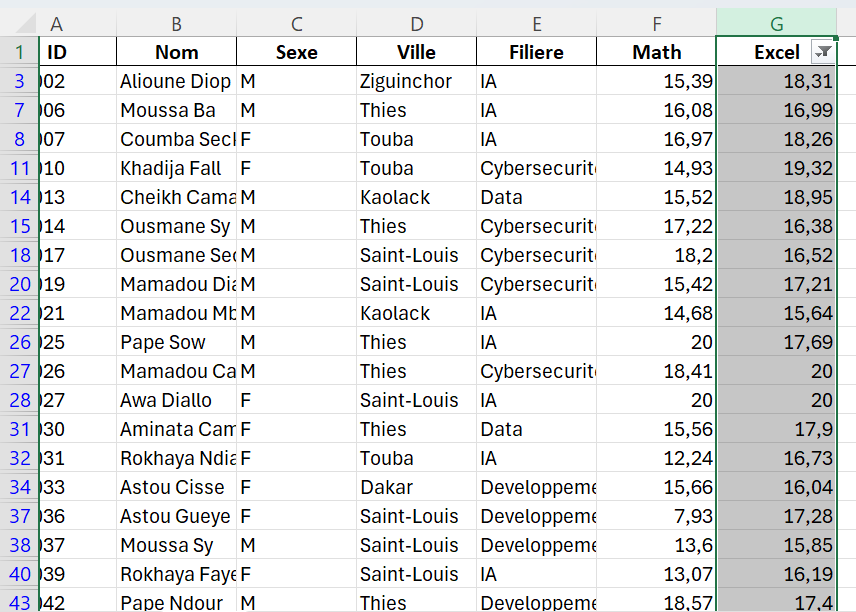 A B C D E F G
1 ID Nom Sexe Ville Filiere Math Excel
3 002 Alioune Diop M Ziguinchor IA 15,39 18,31
7 006 Moussa Ba M Thies IA 16,08 16,99
8 007 Coumba Secl F Touba IA 16,97 18,26
11 010 Khadija Fall F Touba Cybersecurite 14,93 19,32
14 013 Cheikh Cama M Kaolack Data 15,52 18,95
15 014 Ousmane Sy M Thies Cybersecurite 17,22 16,38
18 017 Ousmane Sec M Saint-Louis Cybersecurite 18,2 16,52
20 019 Mamadou Dia M Saint-Louis Cybersecurite 15,42 17,21
22 021 Mamadou Mb M Kaolack IA 14,68 15,64
26 025 Pape Sow M Thies IA 20 17,69
27 026 Mamadou Ca M Thies Cybersecurite 18,41 20
28 027 Awa Diallo F Saint-Louis IA 20 20
31 030 Aminata Cam F Thies Data 15,56 17,9
32 031 Rokhaya Ndia F Touba IA 12,24 16,73
34 033 Astou Cisse F Dakar Developpeme 15,66 16,04
37 036 Astou Gueye F Saint-Louis Developpeme 7,93 17,28
38 037 Moussa Sy M Saint-Louis Developpeme 13,6 15,85
40 039 Rokhaya Faye F Saint-Louis IA 13,07 16,19
43 042 Pape Ndour M Thies Developpeme 18,57 17,4